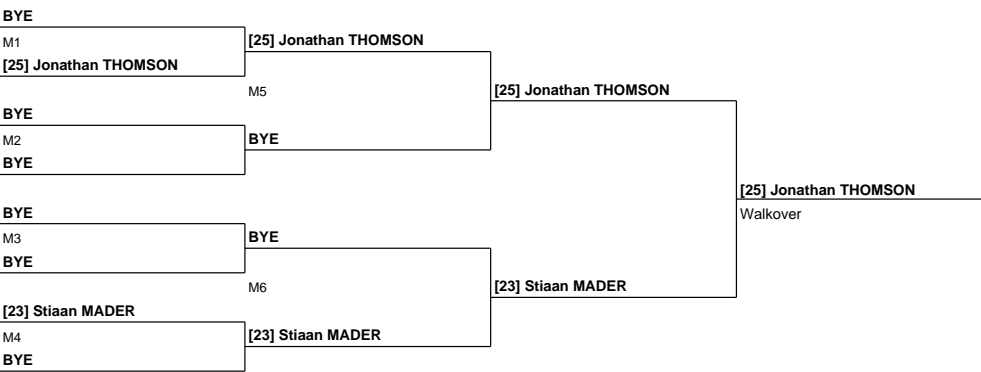 BYE
M1
[25] Jonathan THOMSON
[25] Jonathan THOMSON
M5
[25] Jonathan THOMSON
BYE
M2
BYE
BYE
[25] Jonathan THOMSON
Walkover
BYE
M3
BYE
BYE
M6
[23] Stiaan MADER
[23] Stiaan MADER
M4
[23] Stiaan MADER
BYE